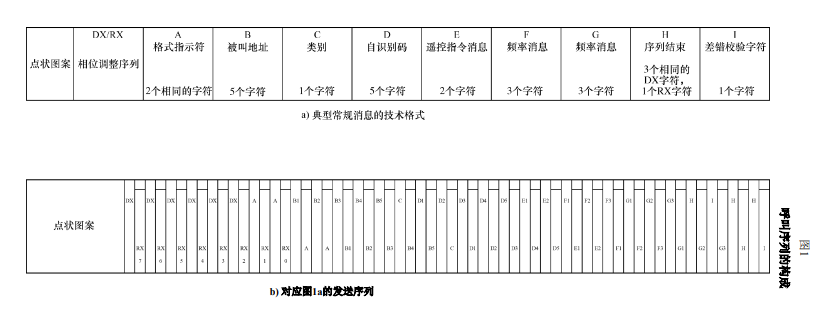 DX/RX A B C D E F G H I
点状图案 相位调整序列 格式指示符 被叫地址 类别 自识别码 遥控指令消息 频率消息 频率消息 序列结束 差错校验字符
2个相同的字符 5个字符 1个字符 5个字符 2个字符 3个字符 3个字符 3个相同的DX字符，1个RX字符 1个字符
a) 典型常规消息的技术格式
点状图案
DX DX DX DX DX DX A A B1 B2 B3 B4 B5 C D1 D2 D3 D4 D5 E1 E2 F1 F2 F3 G1 G2 G3 H I H H
RX RX RX RX RX RX RX RX A A B1 B2 B3 B4 B5 C D1 D2 D3 D4 D5 E1 E2 F1 F2 F3 G1 G2 G3 H I
7 6 5 4 3 2 1 0
b) 对应图1a的发送序列
图 1
呼叫序列的构成